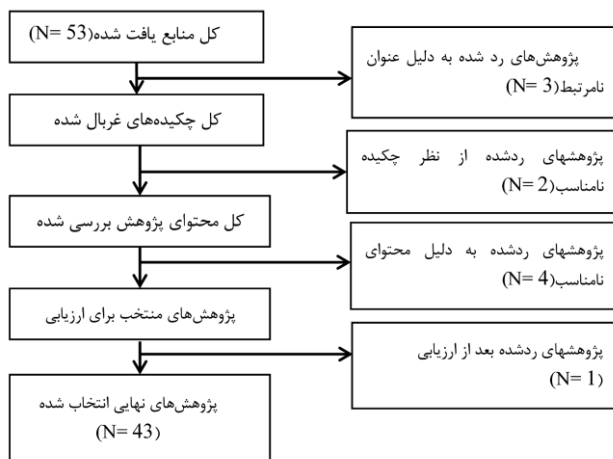 کل منابع یافت شده(N= 53)
پژوهش‌های رد شده به دلیل عنوان
نامرتبط(N= 3)
کل چکیده‌های غربال شده
پژوهشهای ردشده از نظر چکیده
نامناسب(N= 2)
کل محتوای پژوهش بررسی شده
پژوهشهای ردشده به دلیل محتوای
نامناسب(N= 4)
پژوهش‌های منتخب برای ارزیابی
پژوهشهای ردشده بعد از ارزیابی
(N= 1)
پژوهش‌های نهایی انتخاب شده
(N= 43)